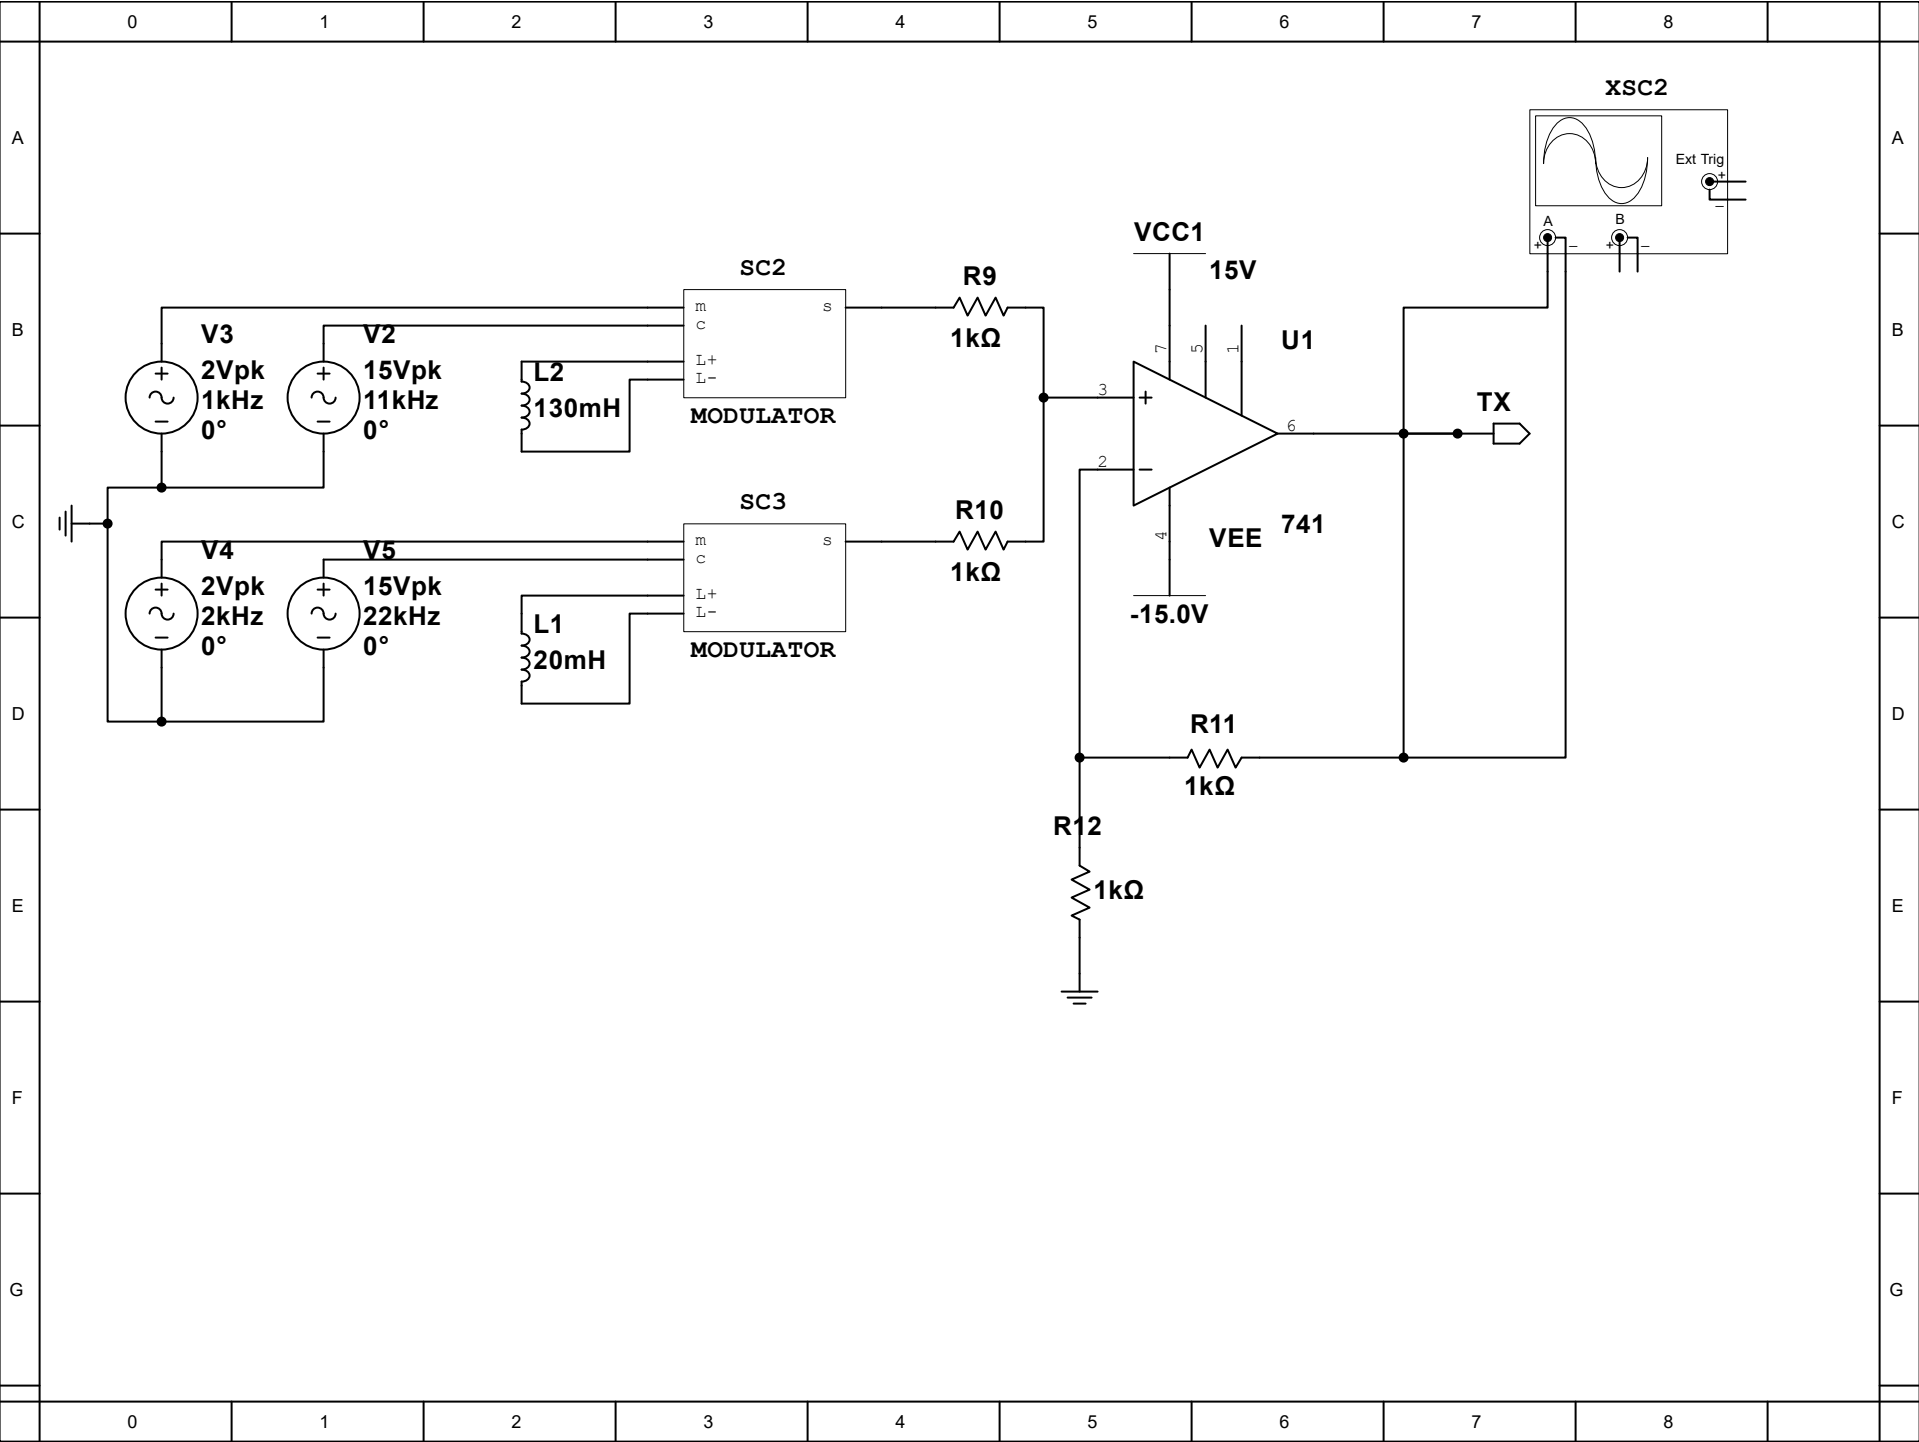 0 1 2 3 4 5 6 7 8
XSC2
A A
Ext Trig
+
−
A B
+ − + −
VCC1
15V
SC2
R9
m s
c
L+
L-
MODULATOR
1kΩ
B B
V3
2Vpk
1kHz
0°
V2
15Vpk
11kHz
0°
L2
130mH
7 5 1
U1
3
+
2
−
6
4
TX
SC3
R10
m s
c
L+
L-
MODULATOR
1kΩ
VEE
741
-15.0V
C C
V4
2Vpk
2kHz
0°
V5
15Vpk
22kHz
0°
L1
20mH
D D
R11
1kΩ
R12
1kΩ
E E
F F
G G
0 1 2 3 4 5 6 7 8